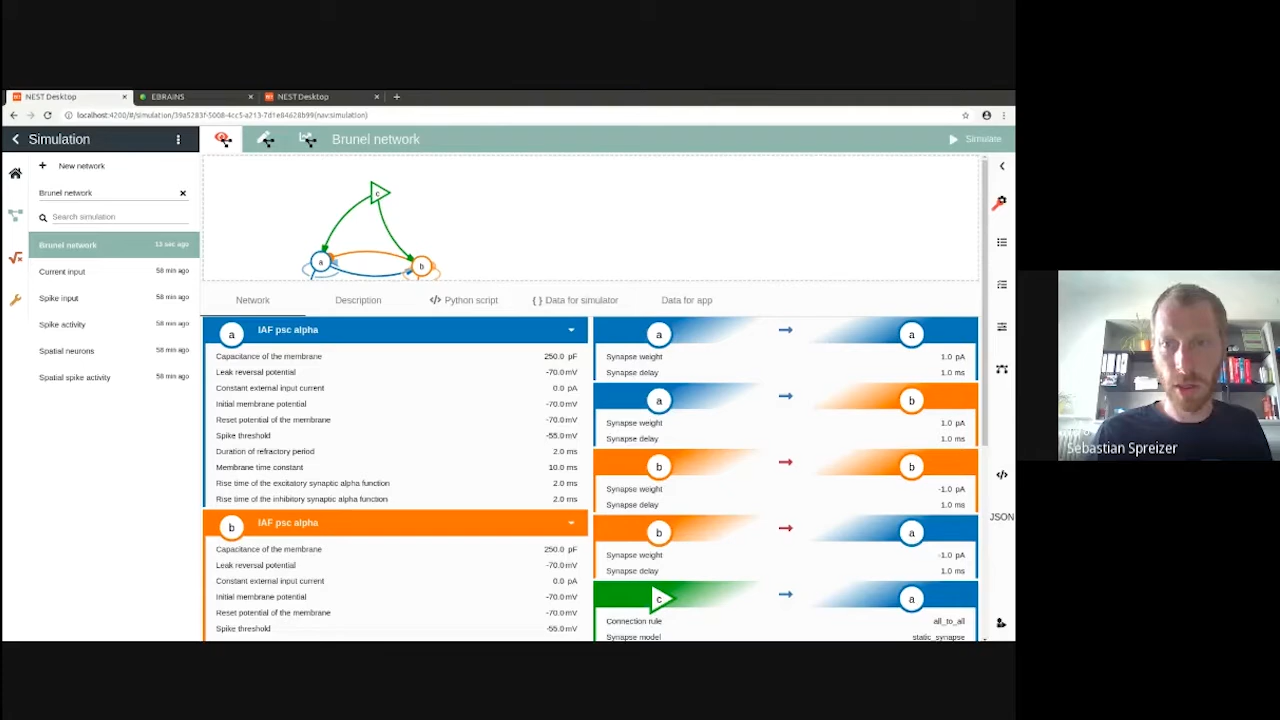 NEST Desktop
EBRAINS
NEST Desktop
localhost:4200/#/simulation/39a5283f-5008-4cc5-a213-7d1e84628b99(nav:simulation)
Simulation
Brunel network
Simulate
New network
Brunel network
Search simulation
Brunel network 13 sec ago
Current input 58 min ago
Spike input 58 min ago
Spike activity 58 min ago
Spatial neurons 58 min ago
Spatial spike activity 58 min ago
c
a b
Network Description </> Python script { } Data for simulator Data for app
a IAF psc alpha
Capacitance of the membrane 250.0 pF
Leak reversal potential -70.0 mV
Constant external input current 0.0 pA
Initial membrane potential -70.0 mV
Reset potential of the membrane -70.0 mV
Spike threshold -55.0 mV
Duration of refractory period 2.0 ms
Membrane time constant 10.0 ms
Rise time of the excitatory synaptic alpha function 2.0 ms
Rise time of the inhibitory synaptic alpha function 2.0 ms
b IAF psc alpha
Capacitance of the membrane 250.0 pF
Leak reversal potential -70.0 mV
Constant external input current 0.0 pA
Initial membrane potential -70.0 mV
Reset potential of the membrane -70.0 mV
Spike threshold -55.0 mV
a → a
Synapse weight 1.0 pA
Synapse delay 1.0 ms
a → b
Synapse weight 1.0 pA
Synapse delay 1.0 ms
b → b
Synapse weight -1.0 pA
Synapse delay 1.0 ms
b → a
Synapse weight -1.0 pA
Synapse delay 1.0 ms
c → a
Connection rule all_to_all
Synapse model static_synapse
</>
JSON
Sebastian Spreizer